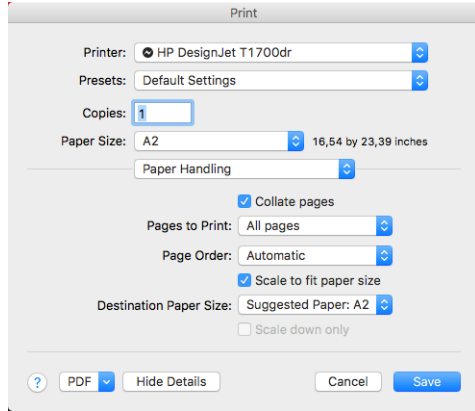 Print
Printer: HP DesignJet T1700dr
Presets: Default Settings
Copies: 1
Paper Size: A2 16,54 by 23,39 inches
Paper Handling
Collate pages
Pages to Print: All pages
Page Order: Automatic
Scale to fit paper size
Destination Paper Size: Suggested Paper: A2
Scale down only
? PDF Hide Details Cancel Save